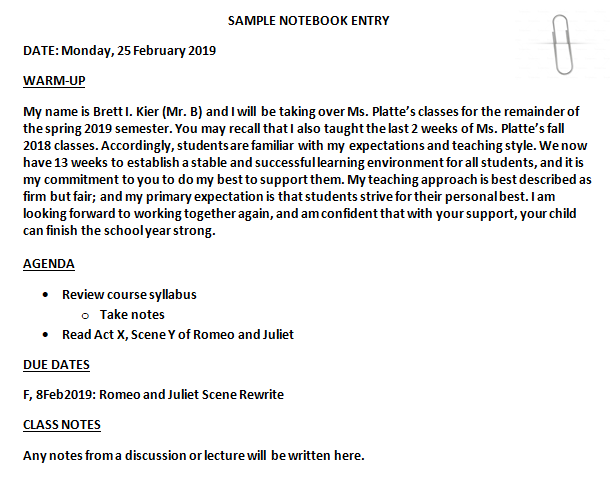 SAMPLE NOTEBOOK ENTRY
DATE: Monday, 25 February 2019
WARM-UP
My name is Brett I. Kier (Mr. B) and I will be taking over Ms. Platte’s classes for the remainder of
the spring 2019 semester. You may recall that I also taught the last 2 weeks of Ms. Platte’s fall
2018 classes. Accordingly, students are familiar with my expectations and teaching style. We now
have 13 weeks to establish a stable and successful learning environment for all students, and it is
my commitment to you to do my best to support them. My teaching approach is best described as
firm but fair; and my primary expectation is that students strive for their personal best. I am
looking forward to working together again, and am confident that with your support, your child
can finish the school year strong.
AGENDA
• Review course syllabus
o Take notes
• Read Act X, Scene Y of Romeo and Juliet
DUE DATES
F, 8Feb2019: Romeo and Juliet Scene Rewrite
CLASS NOTES
Any notes from a discussion or lecture will be written here.